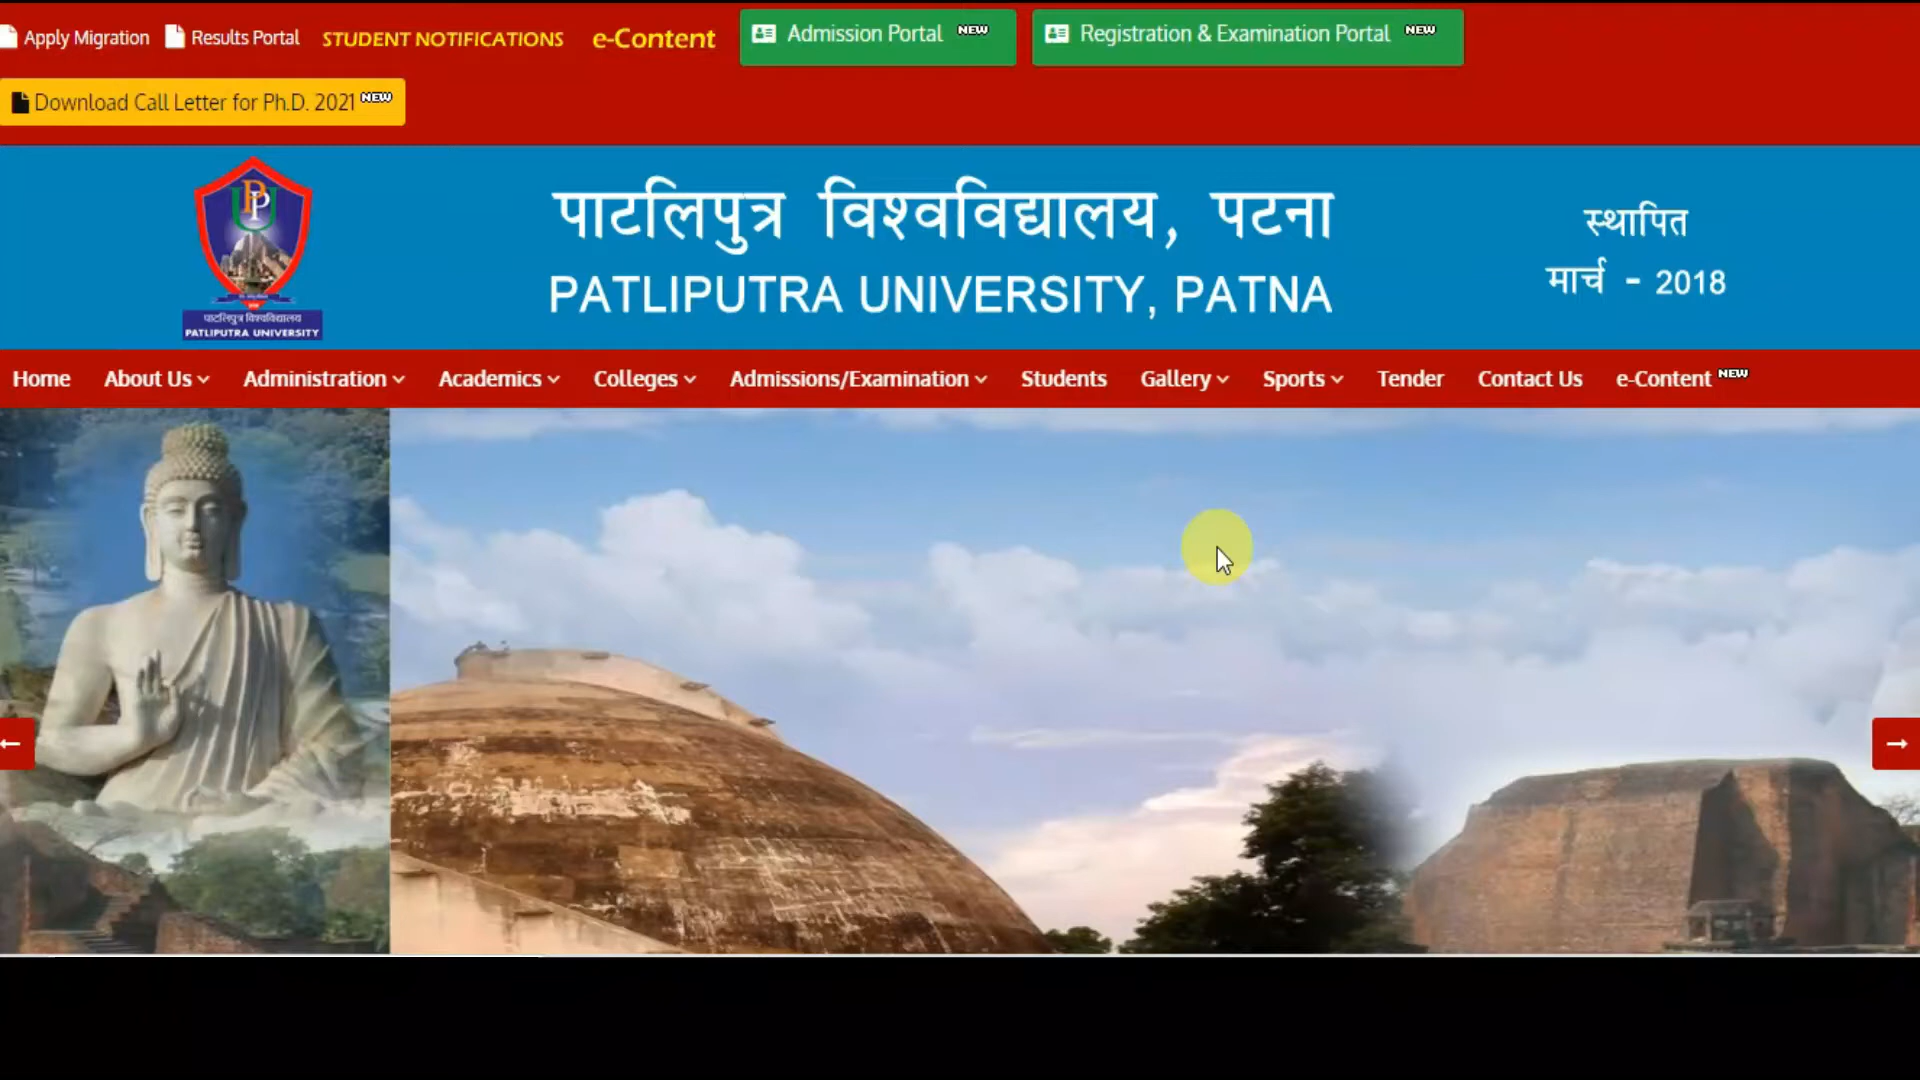 Apply Migration Results Portal STUDENT NOTIFICATIONS e-Content Admission Portal NEW Registration & Examination Portal NEW
Download Call Letter for Ph.D. 2021 NEW
पाटलिपुत्र विश्वविद्यालय, पटना
PATLIPUTRA UNIVERSITY, PATNA
स्थापित
मार्च - 2018
PPU
पाटलिपुत्र विश्वविद्यालय
PATLIPUTRA UNIVERSITY
Home About Us Administration Academics Colleges Admissions/Examination Students Gallery Sports Tender Contact Us e-Content NEW